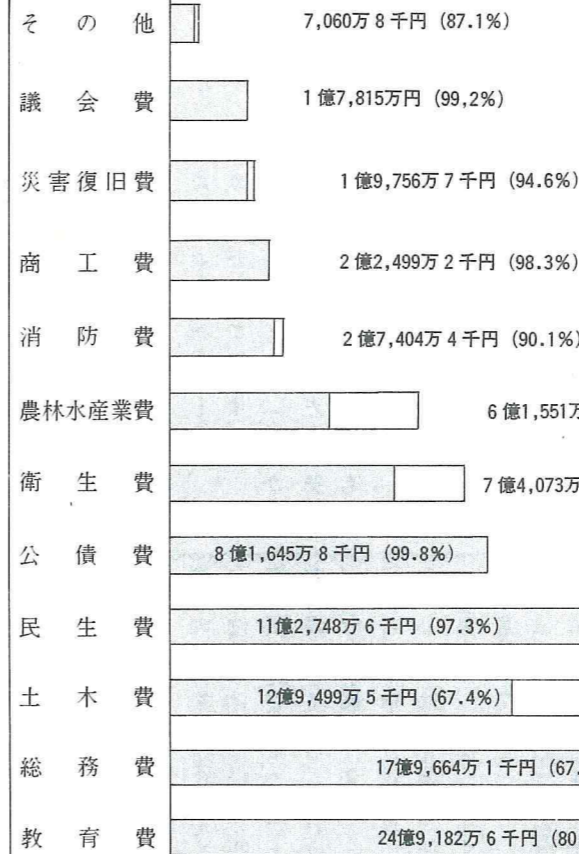 その他 7,060万8千円 (87.1%)
議会費 1億7,815万円 (99,2%)
災害復旧費 1億9,756万7千円 (94.6%)
商工費 2億2,499万2千円 (98.3%)
消防費 2億7,404万4千円 (90.1%)
農林水産業費 6億1,551万
衛生費 7億4,073万
公債費 8億1,645万8千円 (99.8%)
民生費 11億2,748万6千円 (97.3%)
土木費 12億9,499万5千円 (67.4%)
総務費 17億9,664万1千円 (67.
教育費 24億9,182万6千円 (80